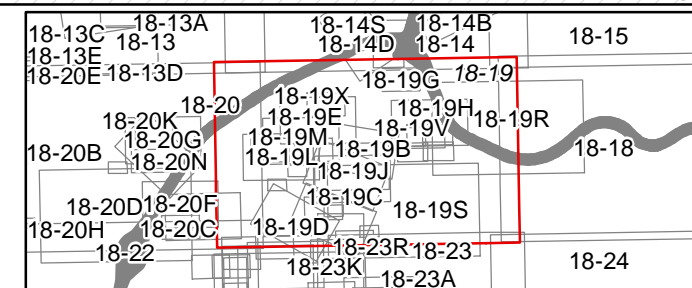 18-13A 18-14S 18-14B
18-13C 18-13 18-14D 18-14 18-15
18-13E
18-20E 18-13D 18-19G 18-19
18-20 18-19X 18-19H
18-20K 18-19E 18-19V 18-19R
18-20G 18-19M 18-19B
18-20B 18-20N 18-19L 18-19J 18-18
18-20D 18-20F 18-19C 18-19S
18-20H 18-20C 18-19D
18-22 18-23R 18-23
18-23K 18-23A 18-24